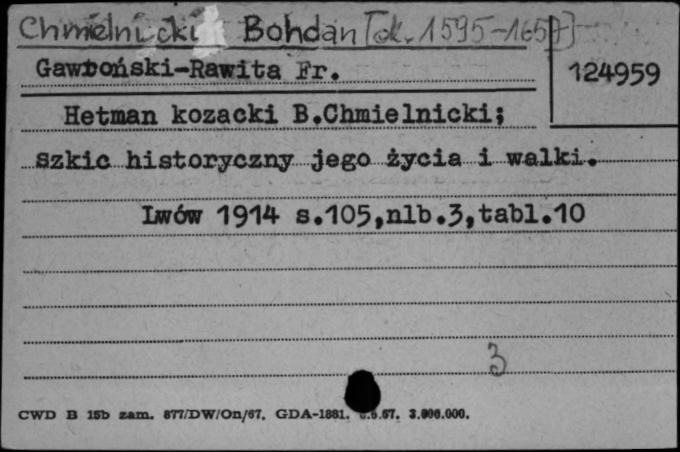 Chmielnicki Bohdan [ok. 1595-1657]
Gawroński-Rawita Fr.
124959
Hetman kozacki B.Chmielnicki;
Szkic historyczny jego życia i walki.
Lwów 1914 s.105,nlb.3,tabl.10
3
CWD B 15b zam. 877/DW/On/67. GDA-1881. 67. 3.000.000.